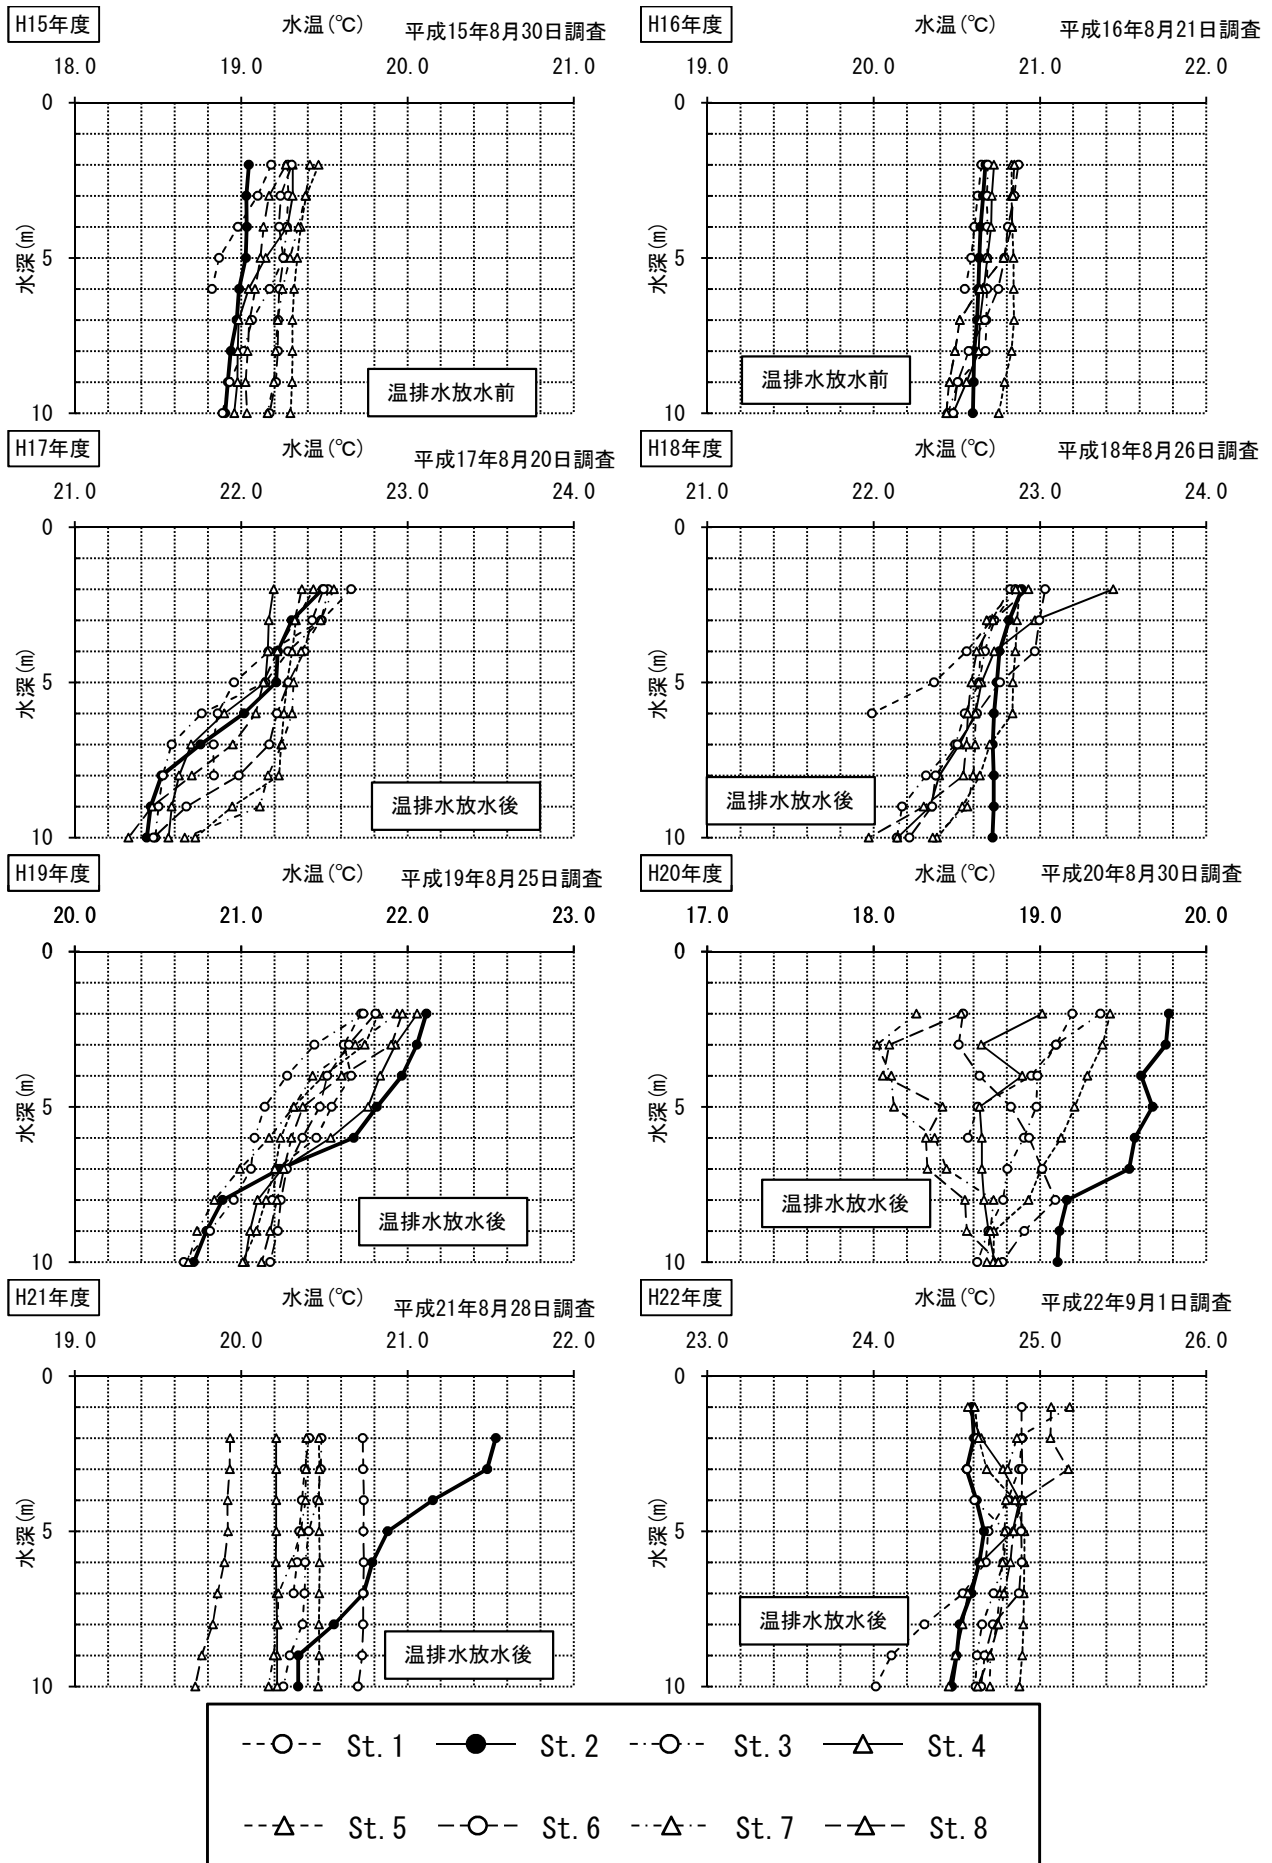 H15年度 水温(℃) 平成15年8月30日調査
18.0 19.0 20.0 21.0
0
5
10
水深(m)
温排水放水前
H16年度 水温(℃) 平成16年8月21日調査
19.0 20.0 21.0 22.0
0
5
10
水深(m)
温排水放水前
H17年度 水温(℃) 平成17年8月20日調査
21.0 22.0 23.0 24.0
0
5
10
水深(m)
温排水放水後
H18年度 水温(℃) 平成18年8月26日調査
21.0 22.0 23.0 24.0
0
5
10
水深(m)
温排水放水後
H19年度 水温(℃) 平成19年8月25日調査
20.0 21.0 22.0 23.0
0
5
10
水深(m)
温排水放水後
H20年度 水温(℃) 平成20年8月30日調査
17.0 18.0 19.0 20.0
0
5
10
水深(m)
温排水放水後
H21年度 水温(℃) 平成21年8月28日調査
19.0 20.0 21.0 22.0
0
5
10
水深(m)
温排水放水後
H22年度 水温(℃) 平成22年9月1日調査
23.0 24.0 25.0 26.0
0
5
10
水深(m)
温排水放水後
St.1 St.2 St.3 St.4
St.5 St.6 St.7 St.8